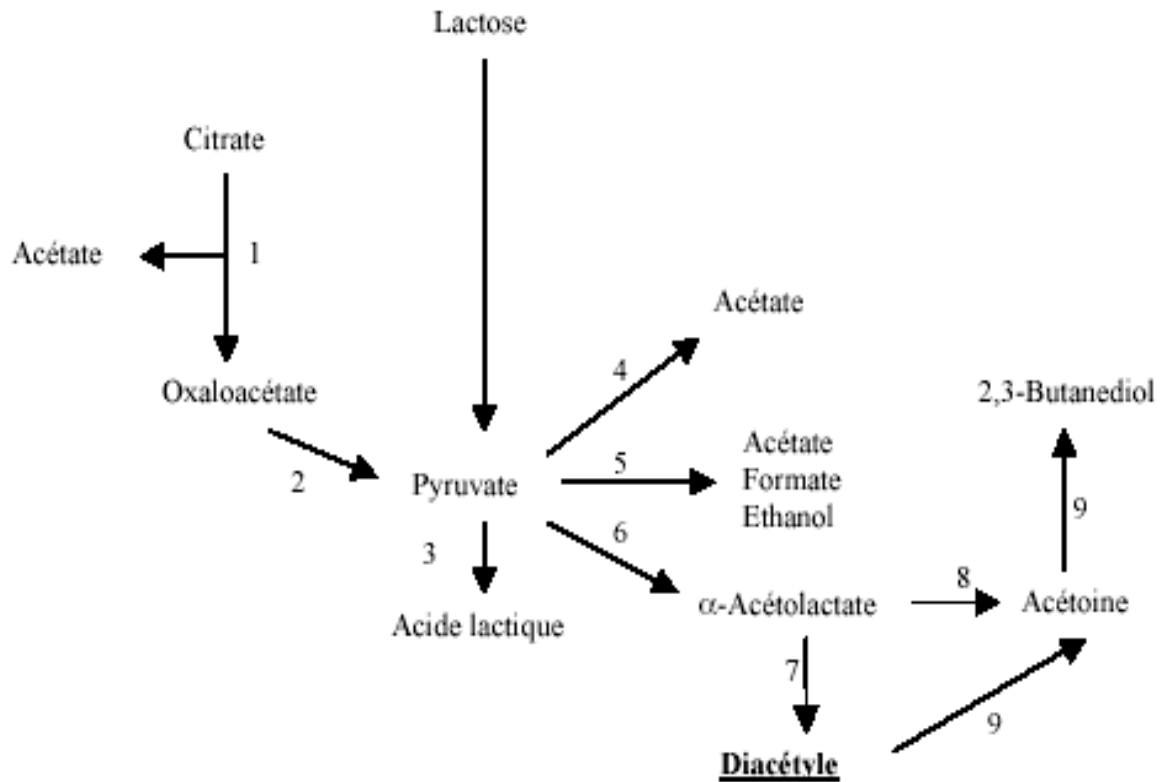 Lactose
Citrate
Acétate
1
Acétate
4
Oxaloacétate
2,3-Butanediol
2
Pyruvate
5
Acétate
Formate
Ethanol
3
6
9
Acide lactique
α-Acétolactate
8
Acétoine
7
9
Diacétyle